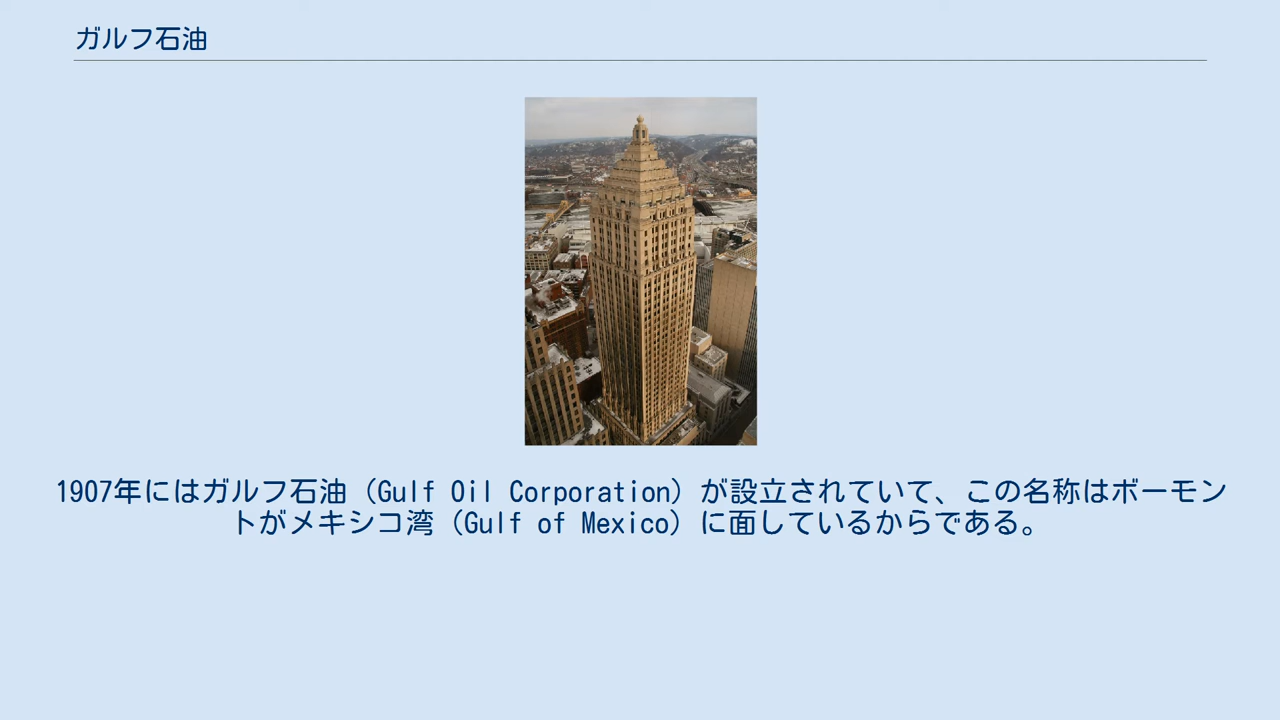 ガルフ石油
1907年にはガルフ石油（Gulf Oil Corporation）が設立されていて、この名称はボーモン
トがメキシコ湾（Gulf of Mexico）に面しているからである。